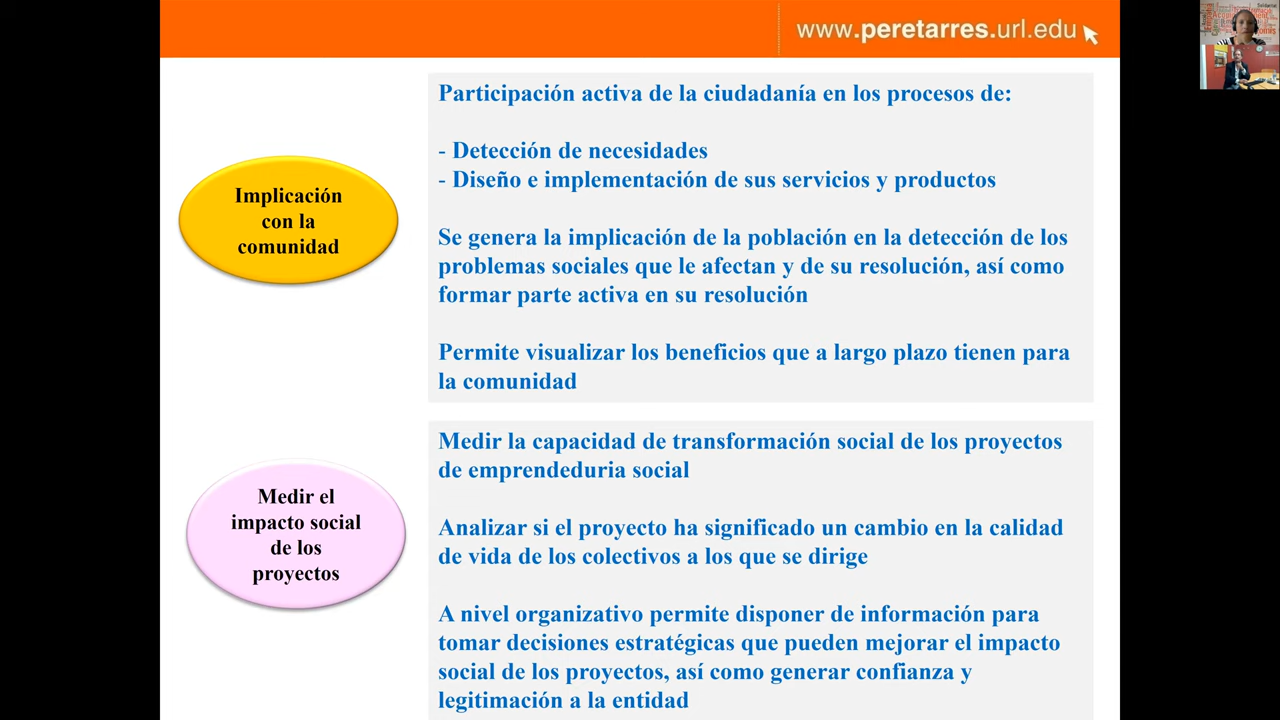 www.peretarres.url.edu
Participación activa de la ciudadanía en los procesos de:
- Detección de necesidades
- Diseño e implementación de sus servicios y productos
Se genera la implicación de la población en la detección de los
problemas sociales que le afectan y de su resolución, así como
formar parte activa en su resolución
Permite visualizar los beneficios que a largo plazo tienen para
la comunidad
Implicación
con la
comunidad
Medir la capacidad de transformación social de los proyectos
de emprendeduria social
Analizar si el proyecto ha significado un cambio en la calidad
de vida de los colectivos a los que se dirige
A nivel organizativo permite disponer de información para
tomar decisiones estratégicas que pueden mejorar el impacto
social de los proyectos, así como generar confianza y
legitimación a la entidad
Medir el
impacto social
de los
proyectos